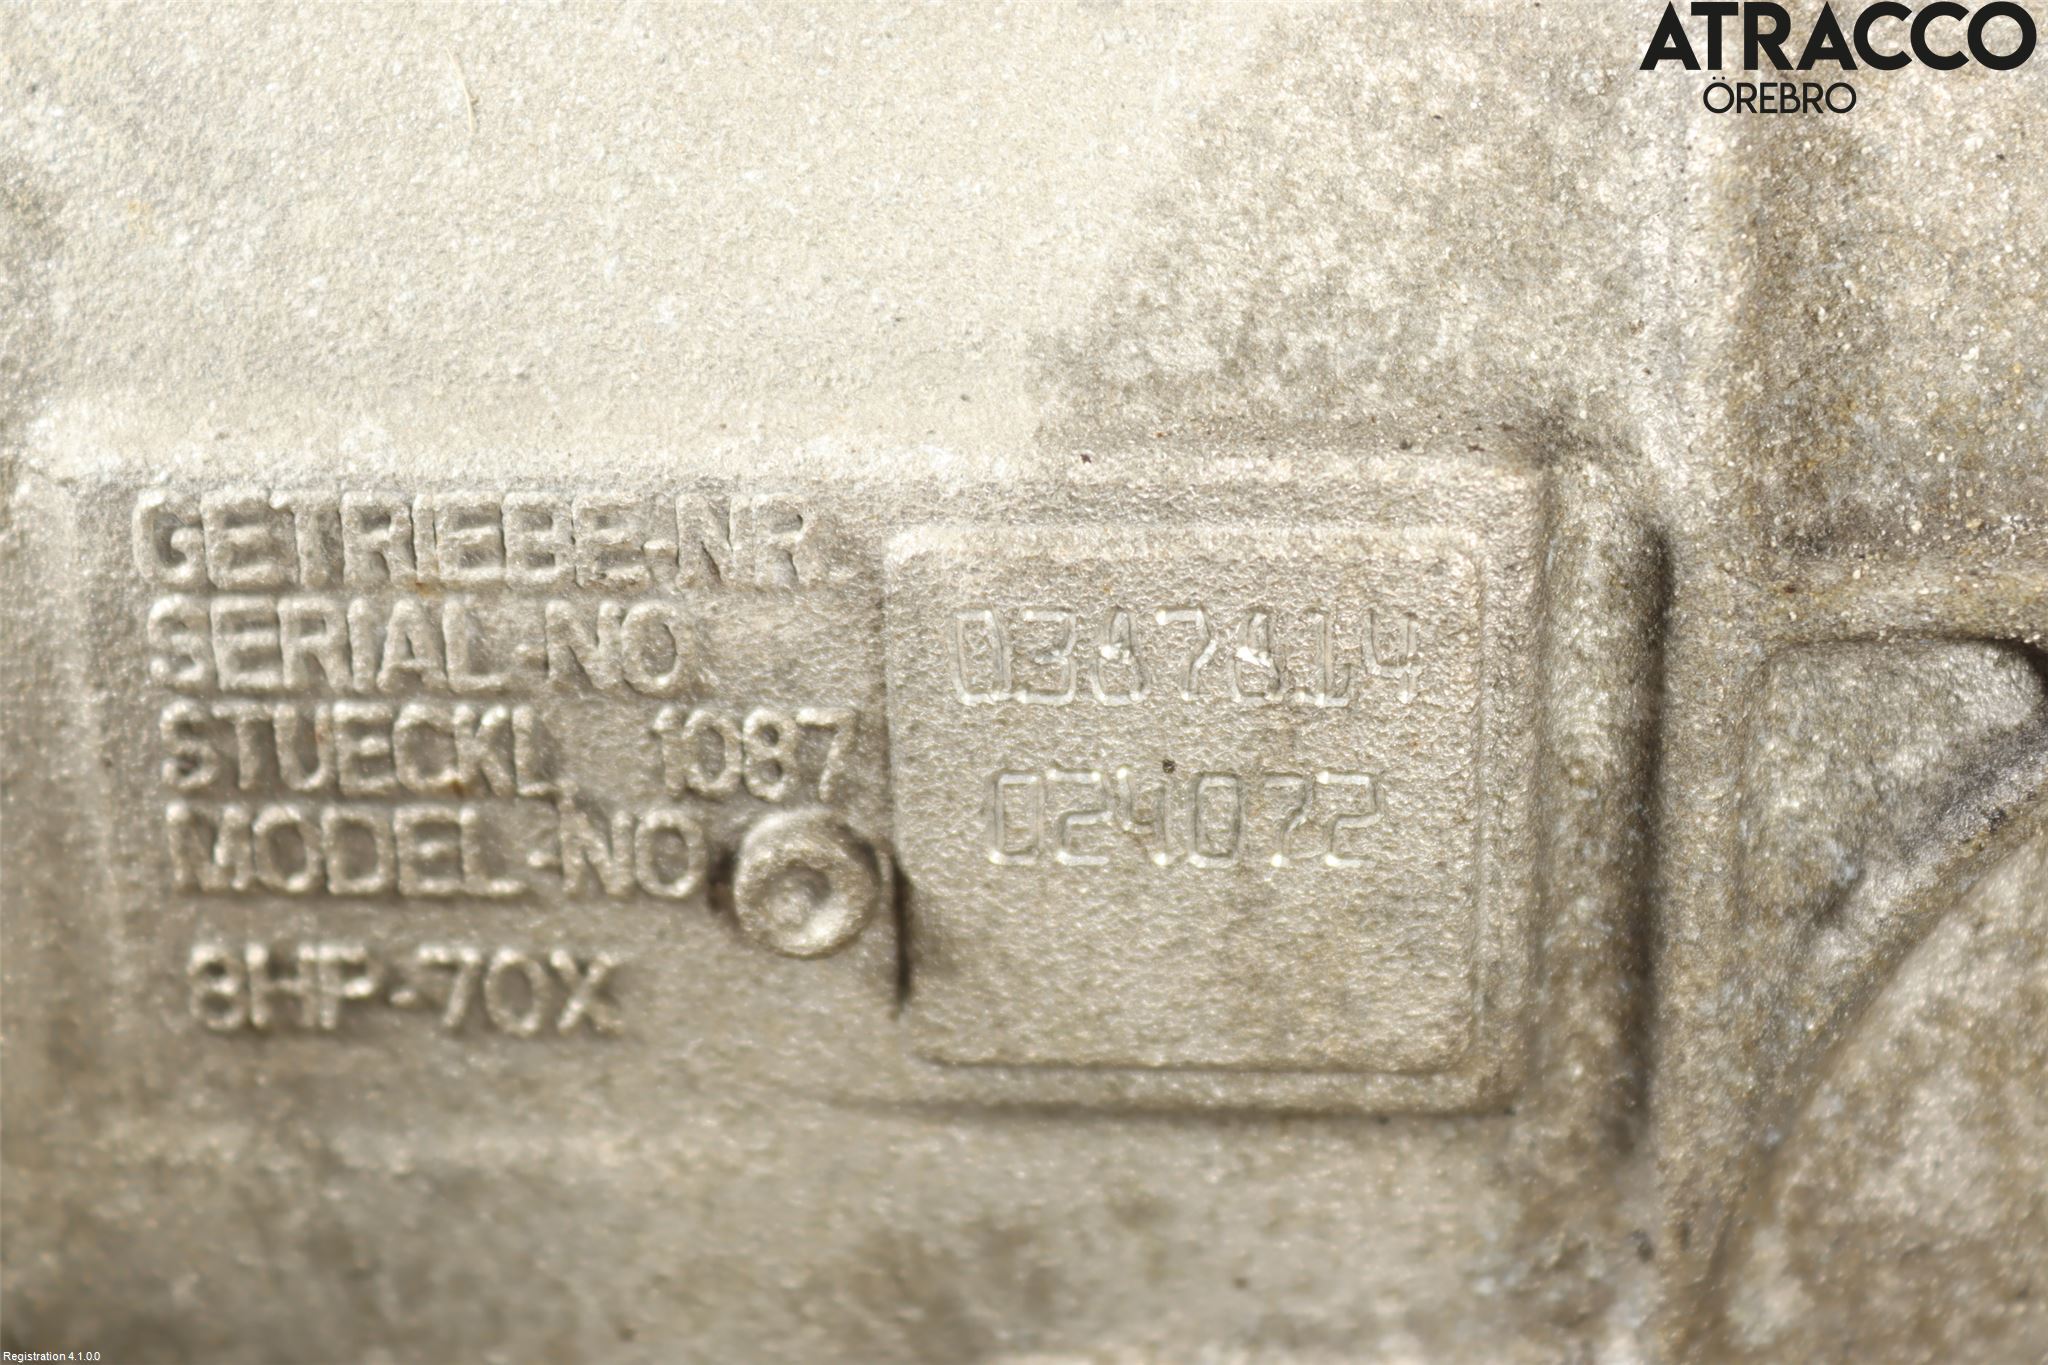 ATRACCO
ÖREBRO
GETRIEBE-NR.
SERIAL-NO
STUECKL 1087
MODEL-NO
8HP-70X
024072
Registration 4.1.0.0